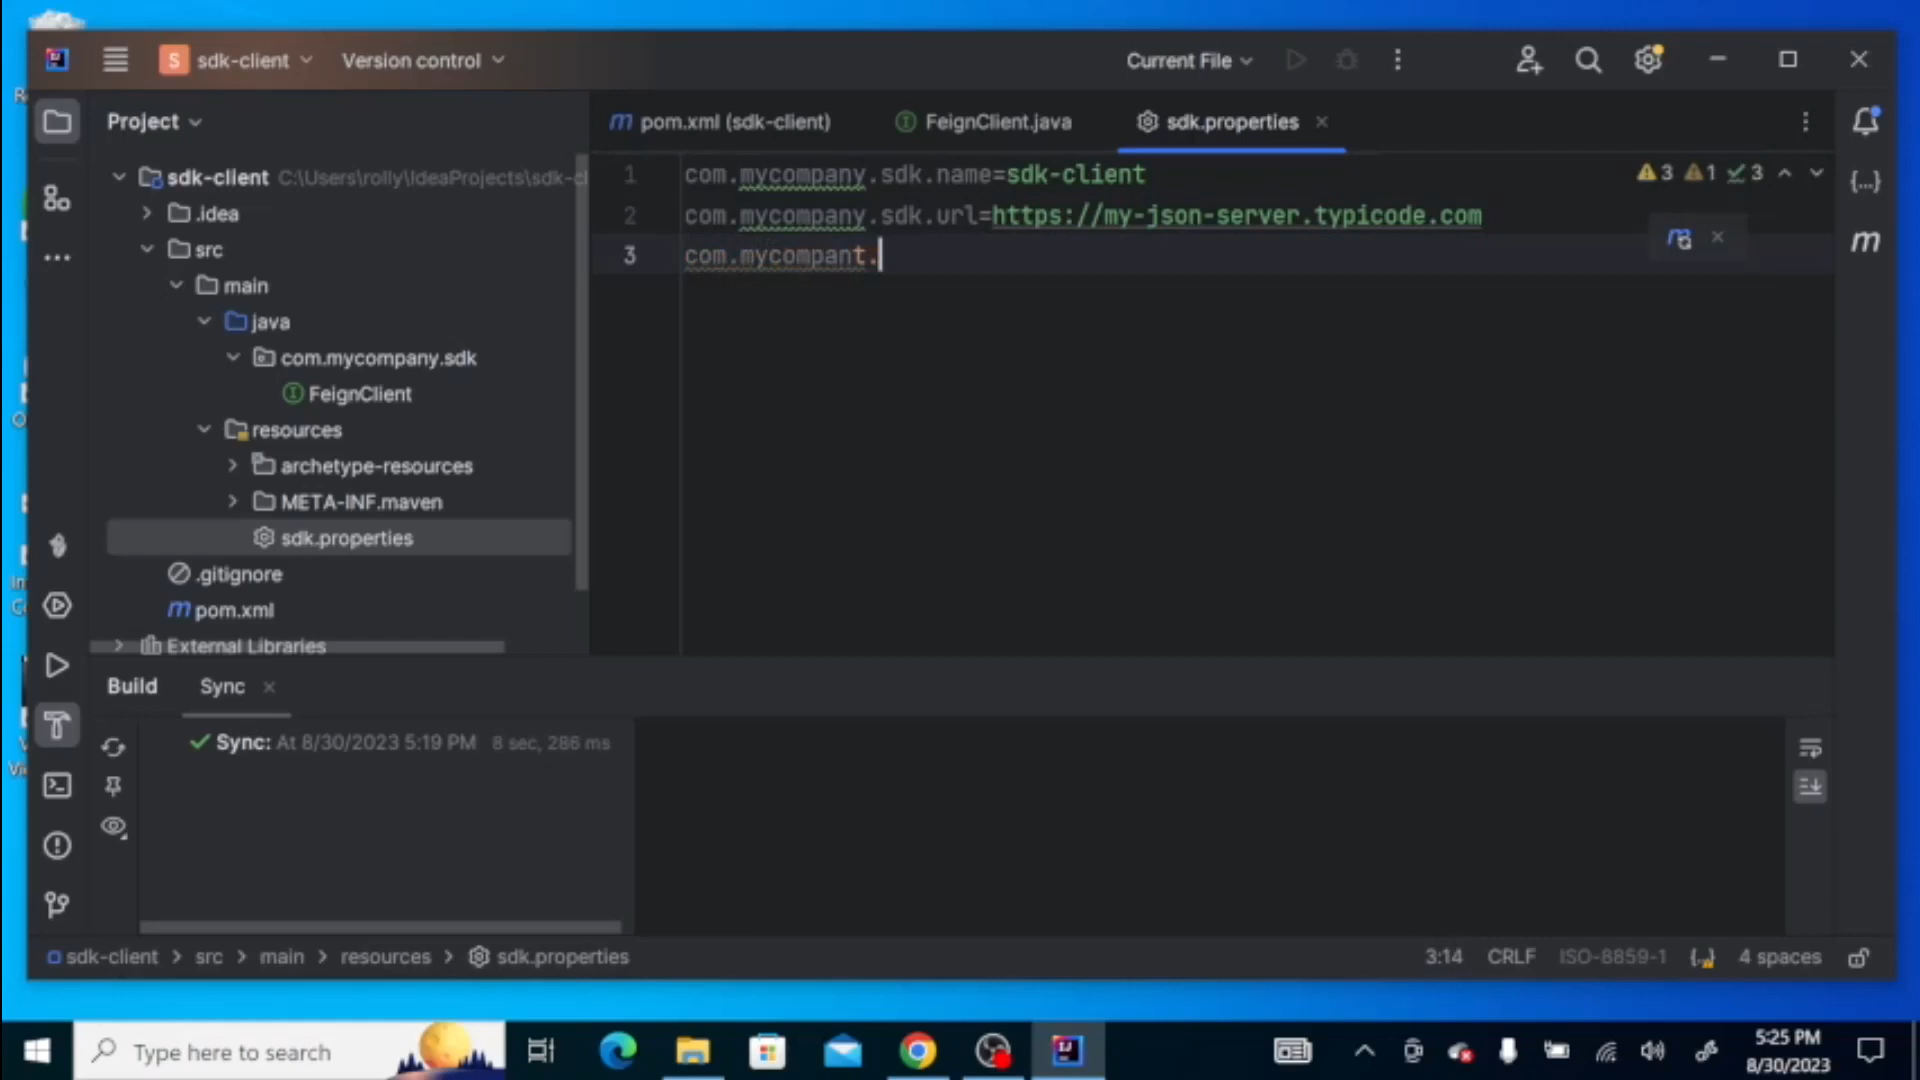 S sdk-client
Version control
Current File
Project
pom.xml (sdk-client)
FeignClient.java
sdk.properties
sdk-client C:\Users\rolly\IdeaProjects\sdk-cl
.idea
src
main
java
com.mycompany.sdk
FeignClient
resources
archetype-resources
META-INF.maven
sdk.properties
.gitignore
pom.xml
External Libraries
1 com.mycompany.sdk.name=sdk-client
2 com.mycompany.sdk.url=https://my-json-server.typicode.com
3 com.mycompant.
3 1 3
Build Sync
Sync: At 8/30/2023 5:19 PM 8 sec, 286 ms
sdk-client > src > main > resources > sdk.properties
3:14 CRLF ISO-8859-1 4 spaces
Type here to search
5:25 PM
8/30/2023